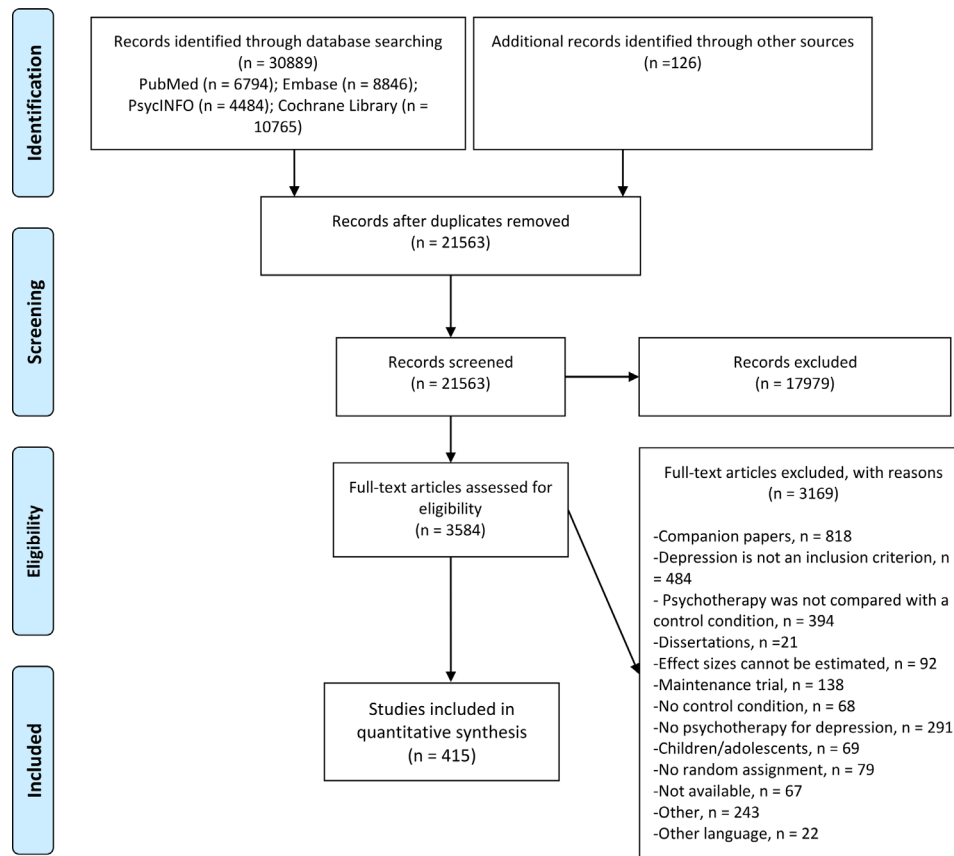 Identification
Records identified through database searching
(n = 30889)
PubMed (n = 6794); Embase (n = 8846);
PsycINFO (n = 4484); Cochrane Library (n =
10765)
Additional records identified through other sources
(n =126)
Records after duplicates removed
(n = 21563)
Screening
Records screened
(n = 21563)
Records excluded
(n = 17979)
Eligibility
Full-text articles assessed for
eligibility
(n = 3584)
Full-text articles excluded, with reasons
(n = 3169)
-Companion papers, n = 818
-Depression is not an inclusion criterion, n
= 484
- Psychotherapy was not compared with a
control condition, n = 394
-Dissertations, n =21
-Effect sizes cannot be estimated, n = 92
-Maintenance trial, n = 138
-No control condition, n = 68
-No psychotherapy for depression, n = 291
-Children/adolescents, n = 69
-No random assignment, n = 79
-Not available, n = 67
-Other, n = 243
-Other language, n = 22
Included
Studies included in
quantitative synthesis
(n = 415)